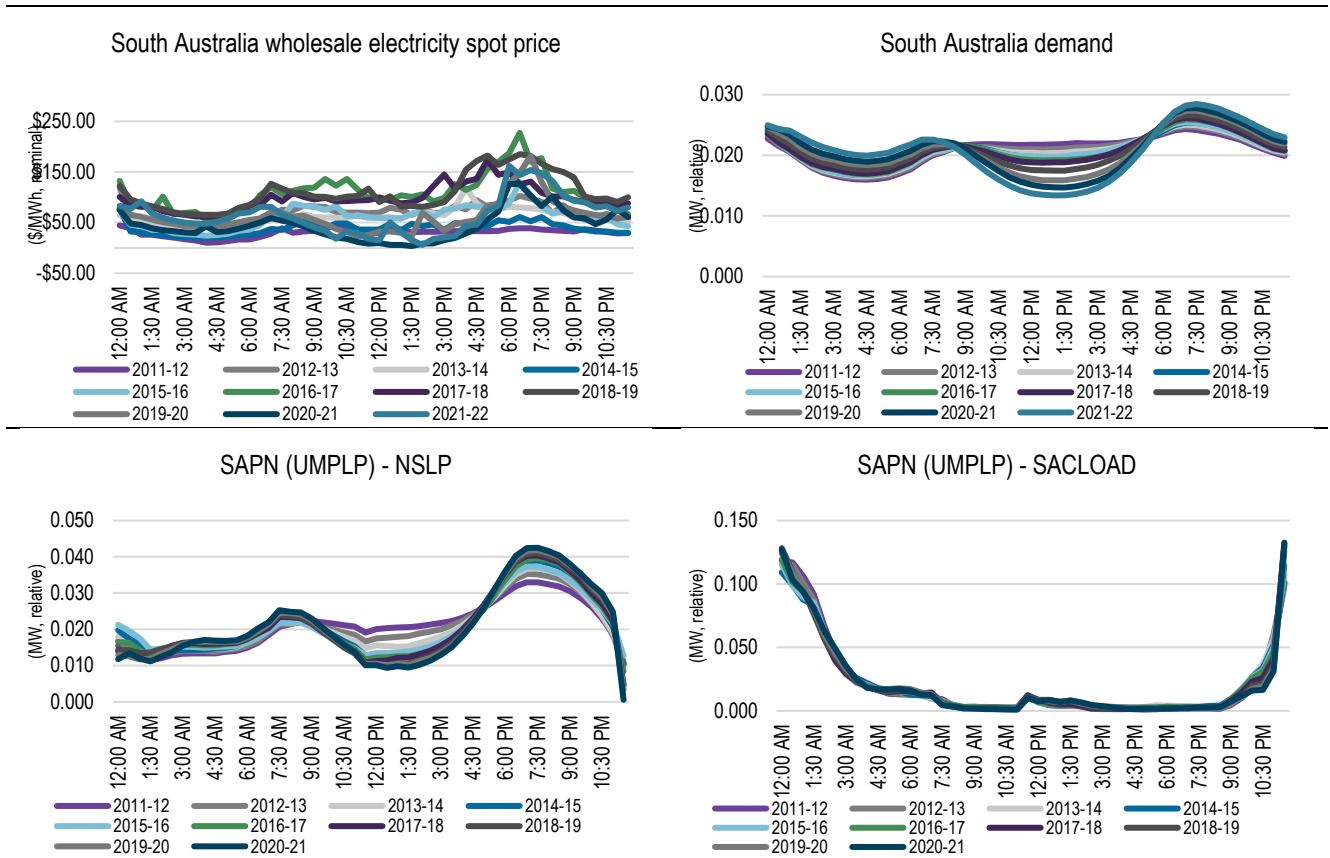 South Australia wholesale electricity spot price
($/MWh, nominal)
$250.00
$150.00
$50.00
-$50.00
12:00 AM
1:30 AM
3:00 AM
4:30 AM
6:00 AM
7:30 AM
9:00 AM
10:30 AM
12:00 PM
1:30 PM
3:00 PM
4:30 PM
6:00 PM
7:30 PM
9:00 PM
10:30 PM
2011-12 2012-13 2013-14 2014-15
2015-16 2016-17 2017-18 2018-19
2019-20 2020-21 2021-22
South Australia demand
(MW, relative)
0.030
0.020
0.010
0.000
12:00 AM
1:30 AM
3:00 AM
4:30 AM
6:00 AM
7:30 AM
9:00 AM
10:30 AM
12:00 PM
1:30 PM
3:00 PM
4:30 PM
6:00 PM
7:30 PM
9:00 PM
10:30 PM
2011-12 2012-13 2013-14 2014-15
2015-16 2016-17 2017-18 2018-19
2019-20 2020-21 2021-22
SAPN (UMPLP) - NSLP
(MW, relative)
0.050
0.040
0.030
0.020
0.010
0.000
12:00 AM
1:30 AM
3:00 AM
4:30 AM
6:00 AM
7:30 AM
9:00 AM
10:30 AM
12:00 PM
1:30 PM
3:00 PM
4:30 PM
6:00 PM
7:30 PM
9:00 PM
10:30 PM
2011-12 2012-13 2013-14 2014-15
2015-16 2016-17 2017-18 2018-19
2019-20 2020-21
SAPN (UMPLP) - SACLOAD
(MW, relative)
0.150
0.100
0.050
0.000
12:00 AM
1:30 AM
3:00 AM
4:30 AM
6:00 AM
7:30 AM
9:00 AM
10:30 AM
12:00 PM
1:30 PM
3:00 PM
4:30 PM
6:00 PM
7:30 PM
9:00 PM
10:30 PM
2011-12 2012-13 2013-14 2014-15
2015-16 2016-17 2017-18 2018-19
2019-20 2020-21